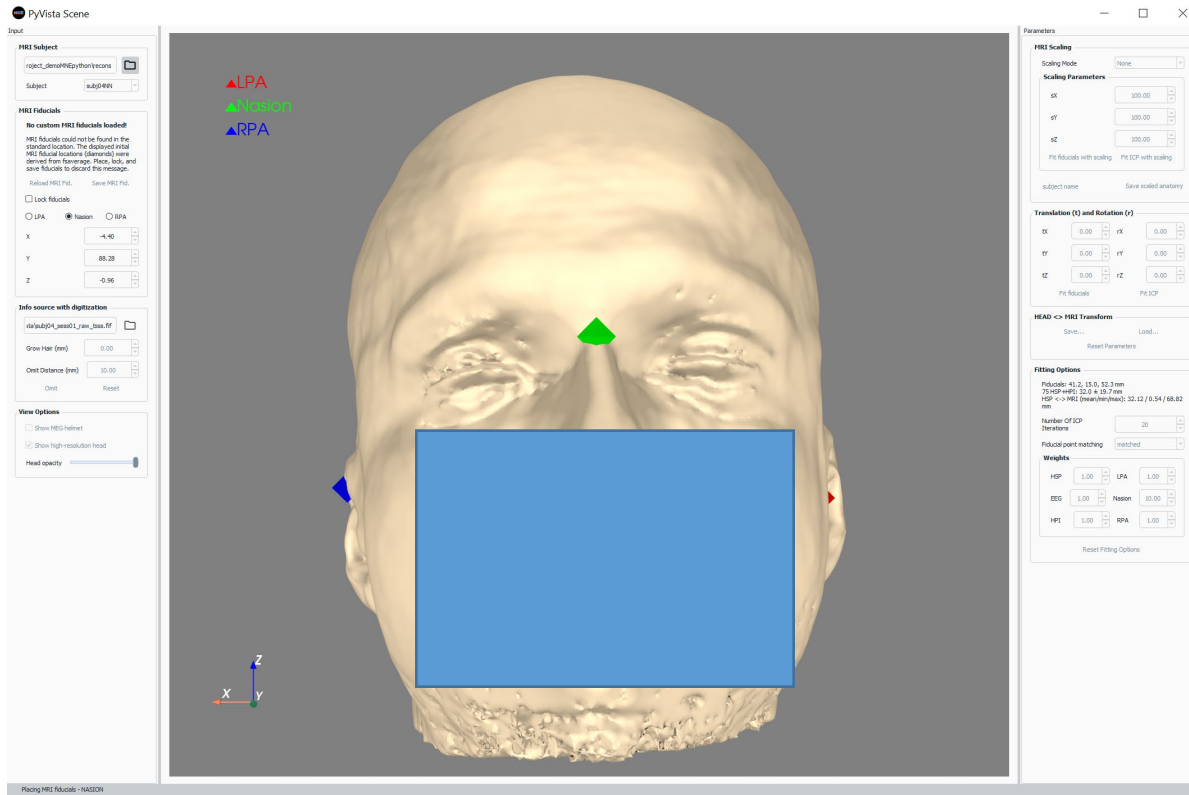 PyVista Scene
Input
MRI Subject
roject_demoMNEpython\recons
Subject subj04NN
MRI Fiducials
No custom MRI fiducials loaded!
MRI fiducials could not be found in the
standard location. The displayed initial
MRI fiducial locations (diamonds) were
derived from fsaverage. Place, lock, and
save fiducials to discard this message.
Reload MRI Fid. Save MRI Fid.
Lock fiducials
LPA Nasion RPA
X -4.40
Y 88.28
Z -0.96
Info source with digitization
Grow Hair (mm) 0.00
Omit Distance (mm) 10.00
Omit Reset
View Options
Show MEG helmet
Show high-resolution head
Head opacity
LPA
Nasion
RPA
Z
X Y
Parameters
MRI Scaling
Scaling Mode None
Scaling Parameters
sX 100.00
sY 100.00
sZ 100.00
Fit fiducials with scaling Fit ICP with scaling
subject name Save scaled anatomy
Translation (t) and Rotation (r)
tX 0.00 rX 0.00
tY 0.00 rY 0.00
tZ 0.00 rZ 0.00
Fit fiducials Fit ICP
HEAD <> MRI Transform
Save... Load...
Reset Parameters
Fitting Options
Fiducials: 41.2, 15.0, 52.3 mm
75 HSP+HPI: 32.0 ± 19.7 mm
HSP <-> MRI (mean/min/max): 32.12 / 0.54 / 68.82
mm
Number Of ICP
Iterations 20
Fiducial point matching matched
Weights
HSP 1.00 LPA 1.00
EEG 1.00 Nasion 10.00
HPI 1.00 RPA 1.00
Reset Fitting Options
Placing MRI fiducials - NASION